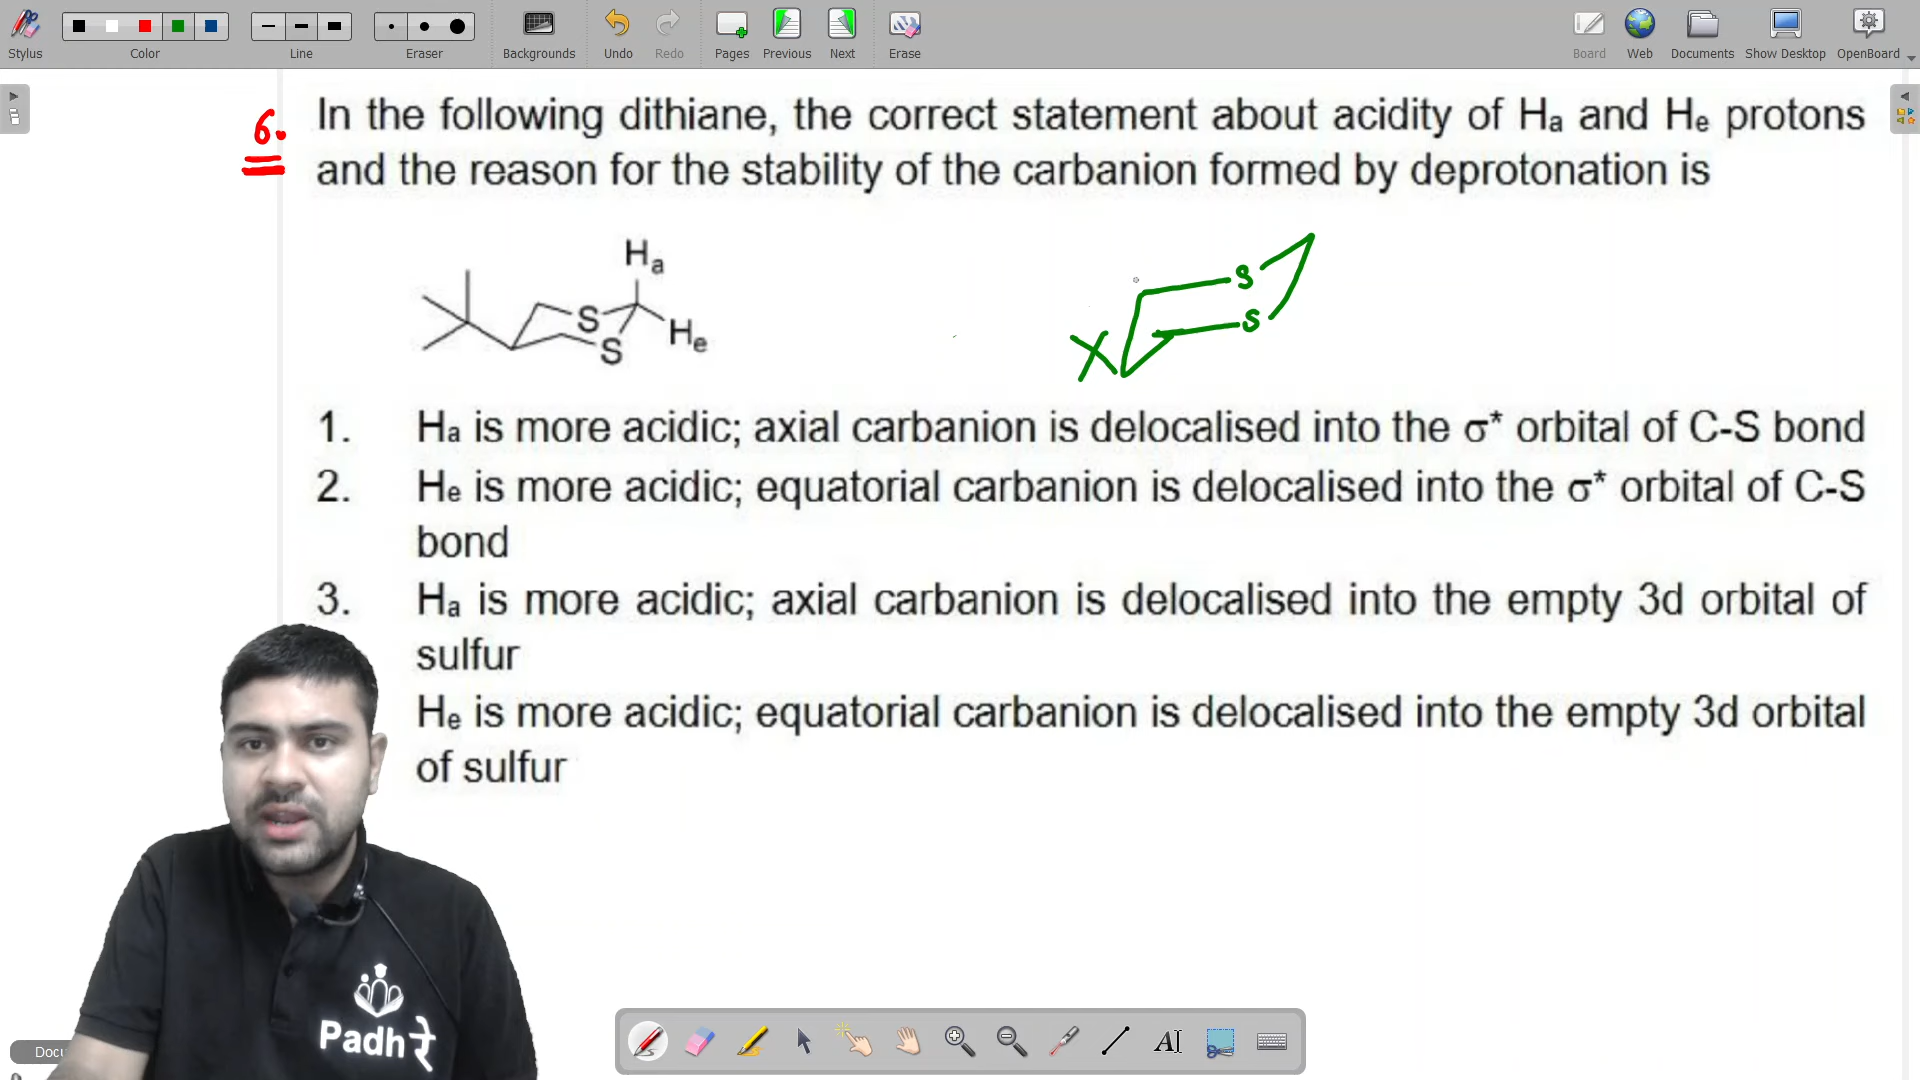 Stylus Color Line Eraser Backgrounds Undo Redo Pages Previous Next Erase Board Web Documents Show Desktop OpenBoard
6. In the following dithiane, the correct statement about acidity of Ha and He protons
and the reason for the stability of the carbanion formed by deprotonation is
Ha
S
He
S
S
S
1. Ha is more acidic; axial carbanion is delocalised into the σ* orbital of C-S bond
2. He is more acidic; equatorial carbanion is delocalised into the σ* orbital of C-S
bond
3. Ha is more acidic; axial carbanion is delocalised into the empty 3d orbital of
sulfur
He is more acidic; equatorial carbanion is delocalised into the empty 3d orbital
of sulfur
Padhरे
AI